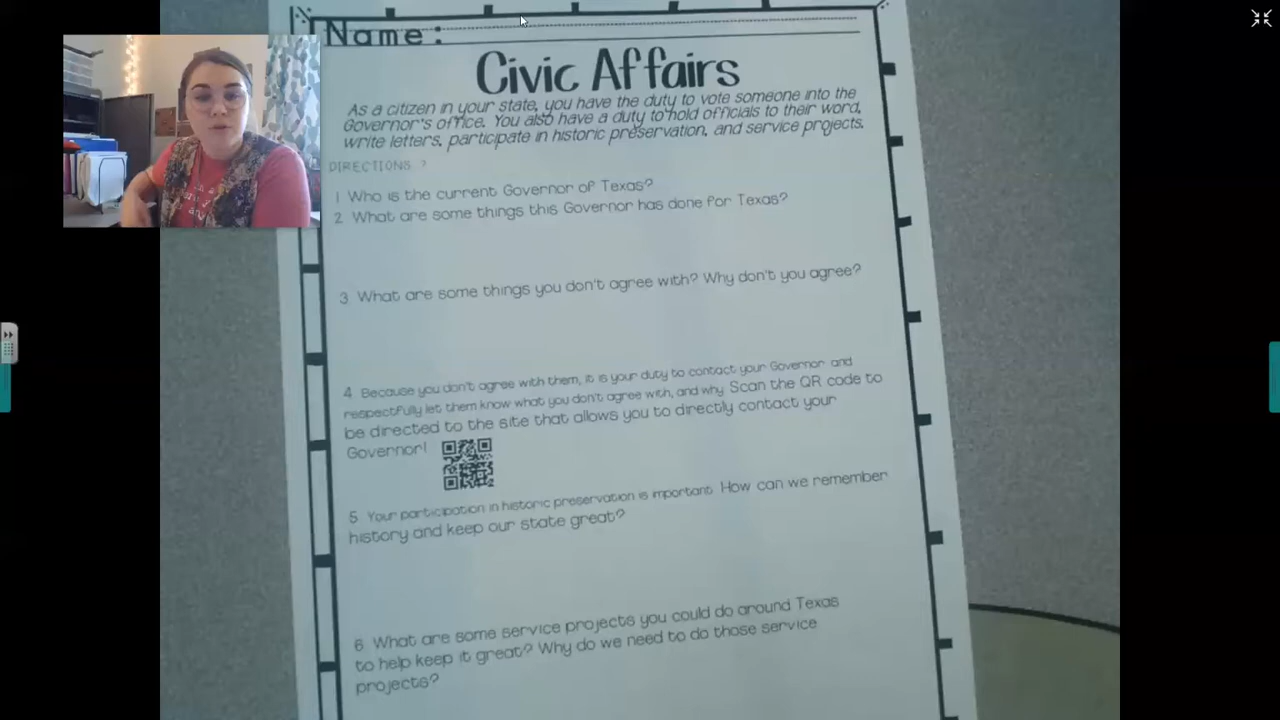 Name:
Civic Affairs
As a citizen in your state, you have the duty to vote someone into the
Governor's office. You also have a duty to hold officials to their word,
write letters, participate in historic preservation, and service projects.
DIRECTIONS ?
1 Who is the current Governor of Texas?
2 What are some things this Governor has done for Texas?
3 What are some things you don't agree with? Why don't you agree?
4 Because you don't agree with them, it is your duty to contact your Governor and
respectfully let them know what you don't agree with, and why Scan the QR code to
be directed to the site that allows you to directly contact your
Governor!
5 Your participation in historic preservation is important How can we remember
history and keep our state great?
6 What are some service projects you could do around Texas
to help keep it great? Why do we need to do those service
projects?